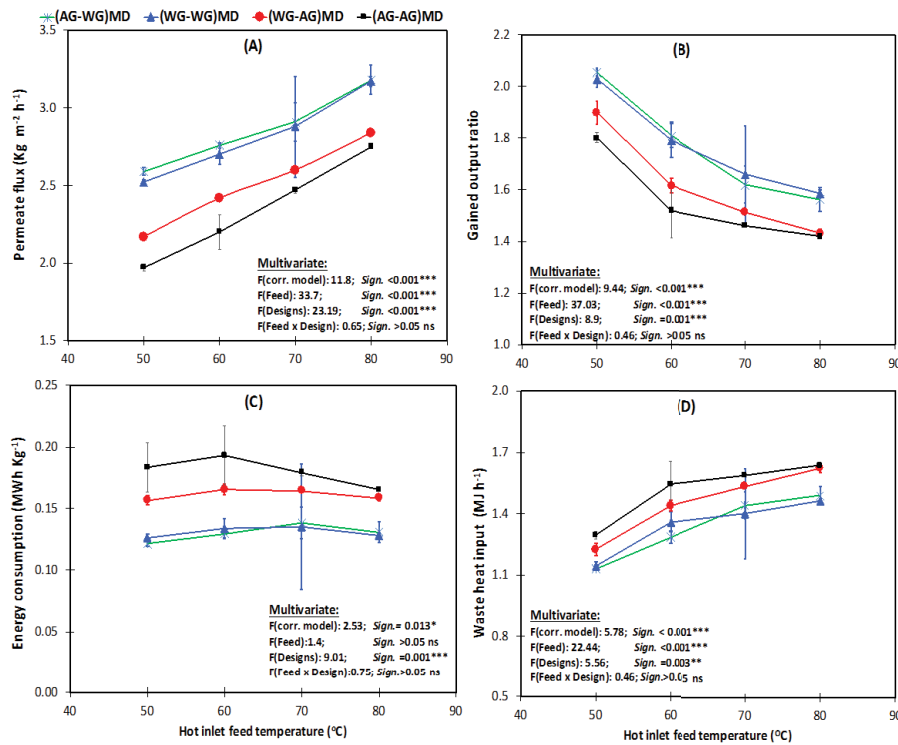 (AG-WG)MD (WG-WG)MD (WG-AG)MD (AG-AG)MD
(A)
Permeate flux (Kg m⁻² h⁻¹)
3.5
3.0
2.5
2.0
1.5
40 50 60 70 80 90
Multivariate:
F(corr. model): 11.8; Sign. <0.001***
F(Feed): 33.7; Sign. <0.001***
F(Designs): 23.19; Sign. <0.001***
F(Feed x Design): 0.65; Sign. >0.05 ns
(B)
Gained output ratio
2.2
2.0
1.8
1.6
1.4
1.2
1.0
40 50 60 70 80 90
Multivariate:
F(corr. model): 9.44; Sign. <0.001***
F(Feed): 37.03; Sign. <0.001***
F(Designs): 8.9; Sign. =0.001***
F(Feed x Design): 0.46; Sign. >0.05 ns
(C)
Energy consumption (MWh Kg⁻¹)
0.25
0.20
0.15
0.10
0.05
0.00
40 50 60 70 80 90
Hot inlet feed temperature (°C)
Multivariate:
F(corr. model): 2.53; Sign.= 0.013*
F(Feed):1.4; Sign. >0.05 ns
F(Designs): 9.01; Sign. =0.001***
F(Feed x Design):0.75; Sign.>0.05 ns
(D)
Waste heat input (MJ h⁻¹)
2.0
1.7
1.4
1.1
0.8
0.5
40 50 60 70 80 90
Hot inlet feed temperature (°C)
Multivariate:
F(corr. model): 5.78; Sign. < 0.001***
F(Feed): 22.44; Sign. <0.001***
F(Designs): 5.56; Sign. =0.003**
F(Feed x Design): 0.46; Sign.>0.05 ns